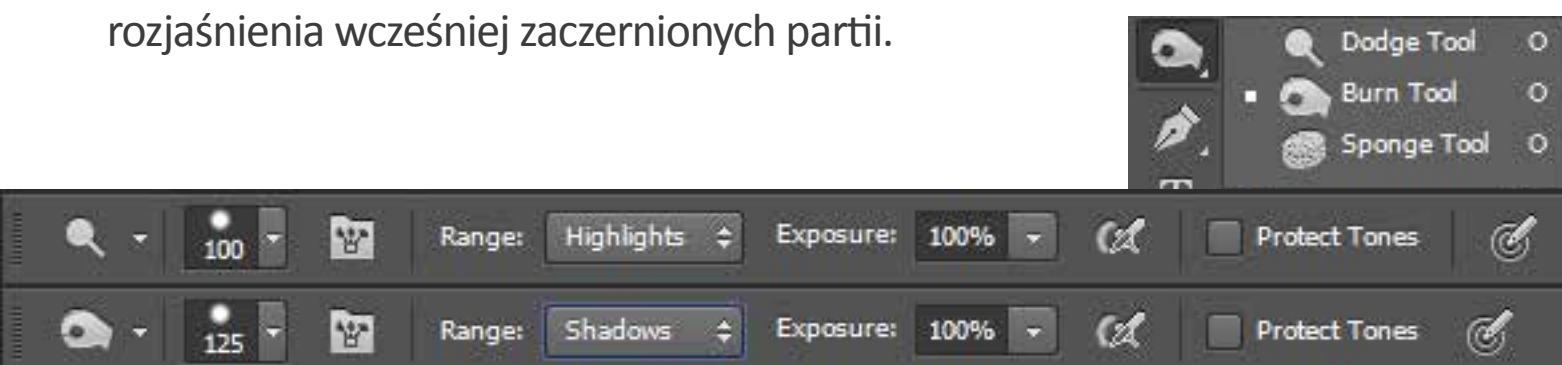 rozjaśnienia wcześniej zaczernionych partii.
Dodge Tool O
Burn Tool O
Sponge Tool O
100 Range: Highlights Exposure: 100% Protect Tones
125 Range: Shadows Exposure: 100% Protect Tones